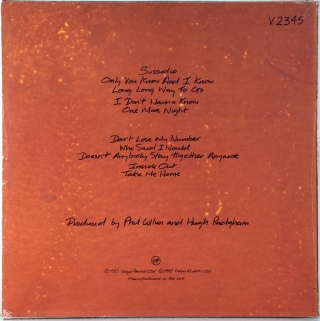 V2345
Sussudio
Only You Know And I Know
Long Long Way To Go
I Don't Wanna Know
One More Night
Don't Lose My Number
Who Said I Would
Doesn't Anybody Stay Together Anymore
Inside Out
Take Me Home
Produced by Phil Collins and Hugh Padgham